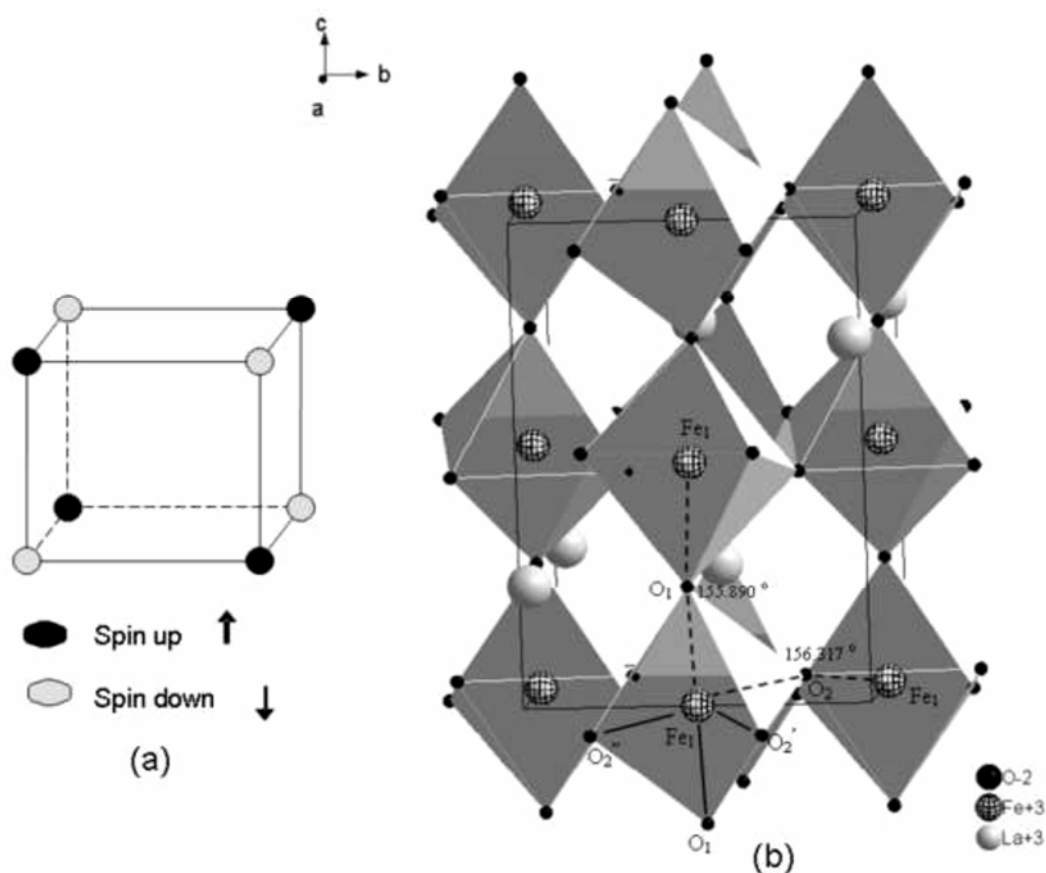 c
b
a
Spin up ↑
Spin down ↓
(a)
Fe1
O1
155.890 °
156.317 °
O2
Fe1
Fe1
O2"
O2'
O1
(b)
O-2
Fe+3
La+3